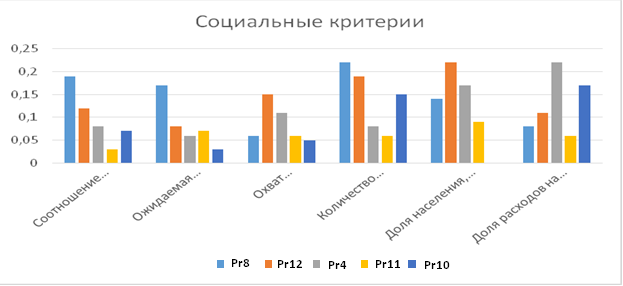 Социальные критерии
0,25
0,2
0,15
0,1
0,05
0
Соотношение...
Ожидаемая...
Охват...
Количество...
Доля населения,...
Доля расходов на...
Pr8 Pr12 Pr4 Pr11 Pr10